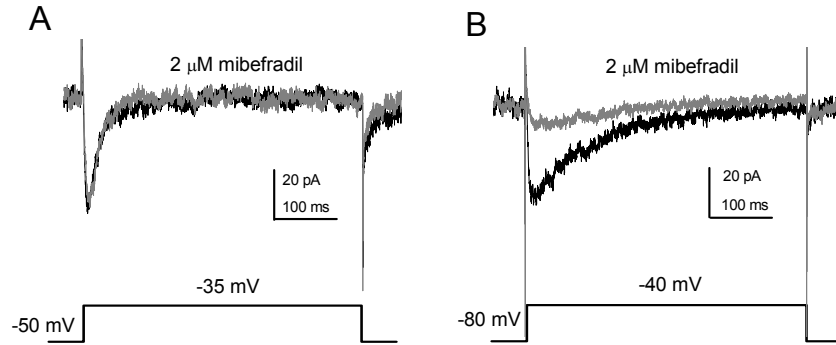 A
2 μM mibefradil
20 pA
100 ms
-35 mV
-50 mV
B
2 μM mibefradil
20 pA
100 ms
-40 mV
-80 mV